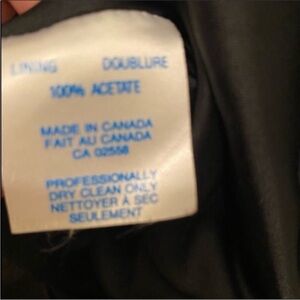 LINING DOUBLURE
100% ACETATE
MADE IN CANADA
FAIT AU CANADA
CA 02558
PROFESSIONALLY
DRY CLEAN ONLY
NETTOYER À SEC
SEULEMENT